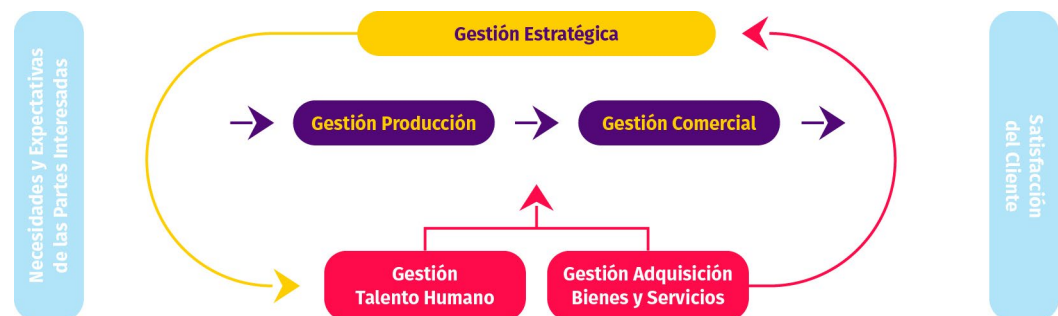 Necesidades y Expectativas
de las Partes Interesadas
Gestión Estratégica
Gestión Producción
Gestión Comercial
Gestión
Talento Humano
Gestión Adquisición
Bienes y Servicios
Satisfacción
del Cliente